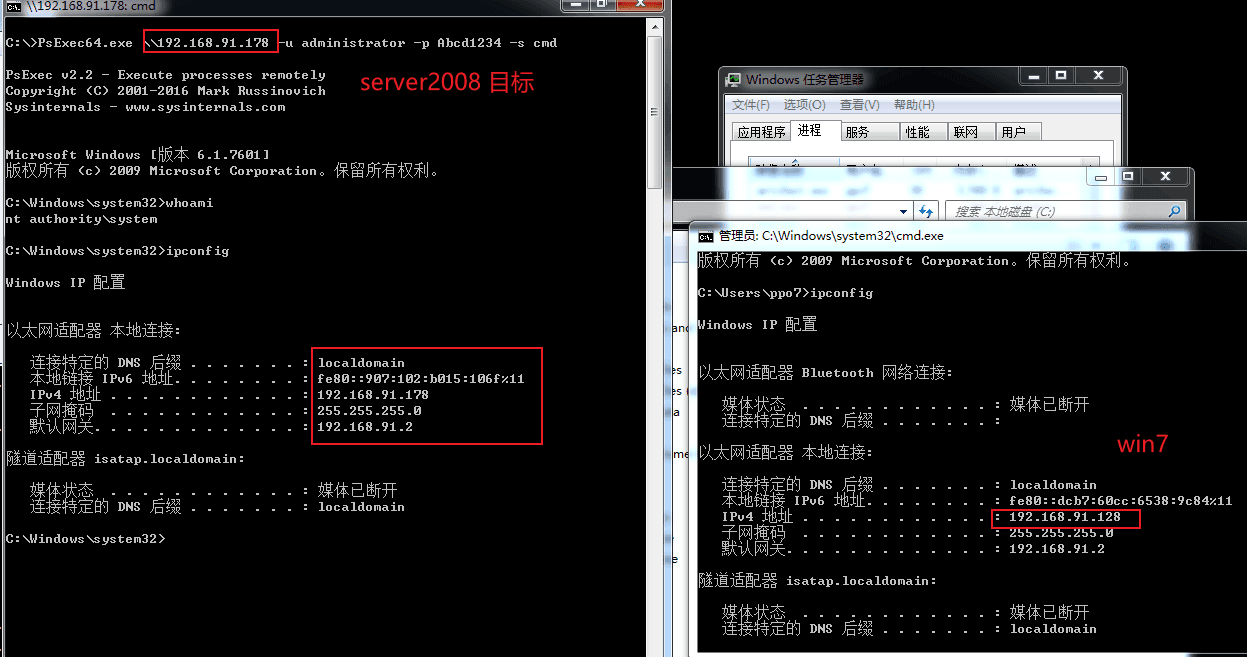 \\192.168.91.178: cmd
C:\>PsExec64.exe \\192.168.91.178 -u administrator -p Abcd1234 -s cmd
PsExec v2.2 - Execute processes remotely
Copyright (C) 2001-2016 Mark Russinovich
Sysinternals - www.sysinternals.com
server2008 目标
Microsoft Windows [版本 6.1.7601]
版权所有 (c) 2009 Microsoft Corporation。保留所有权利。
C:\Windows\system32>whoami
nt authority\system
C:\Windows\system32>ipconfig
Windows IP 配置
以太网适配器 本地连接:
连接特定的 DNS 后缀 . . . . . . . : localdomain
本地链接 IPv6 地址. . . . . . . . : fe80::907:102:b015:106f%11
IPv4 地址 . . . . . . . . . . . . : 192.168.91.178
子网掩码 . . . . . . . . . . . . : 255.255.255.0
默认网关. . . . . . . . . . . . . : 192.168.91.2
隧道适配器 isatap.localdomain:
媒体状态 . . . . . . . . . . . . : 媒体已断开
连接特定的 DNS 后缀 . . . . . . . : localdomain
C:\Windows\system32>
Windows 任务管理器
文件(F) 选项(O) 查看(V) 帮助(H)
应用程序 进程 服务 性能 联网 用户
搜索 本地磁盘 (C:)
管理员: C:\Windows\system32\cmd.exe
版权所有 (c) 2009 Microsoft Corporation。保留所有权利。
C:\Users\ppo7>ipconfig
Windows IP 配置
以太网适配器 Bluetooth 网络连接:
媒体状态 . . . . . . . . . . . . : 媒体已断开
连接特定的 DNS 后缀 . . . . . . . :
win7
以太网适配器 本地连接:
连接特定的 DNS 后缀 . . . . . . . : localdomain
本地链接 IPv6 地址. . . . . . . . : fe80::dcb7:60cc:6538:9c84%11
IPv4 地址 . . . . . . . . . . . . : 192.168.91.128
子网掩码 . . . . . . . . . . . . : 255.255.255.0
默认网关. . . . . . . . . . . . . : 192.168.91.2
隧道适配器 isatap.localdomain:
媒体状态 . . . . . . . . . . . . : 媒体已断开
连接特定的 DNS 后缀 . . . . . . . : localdomain